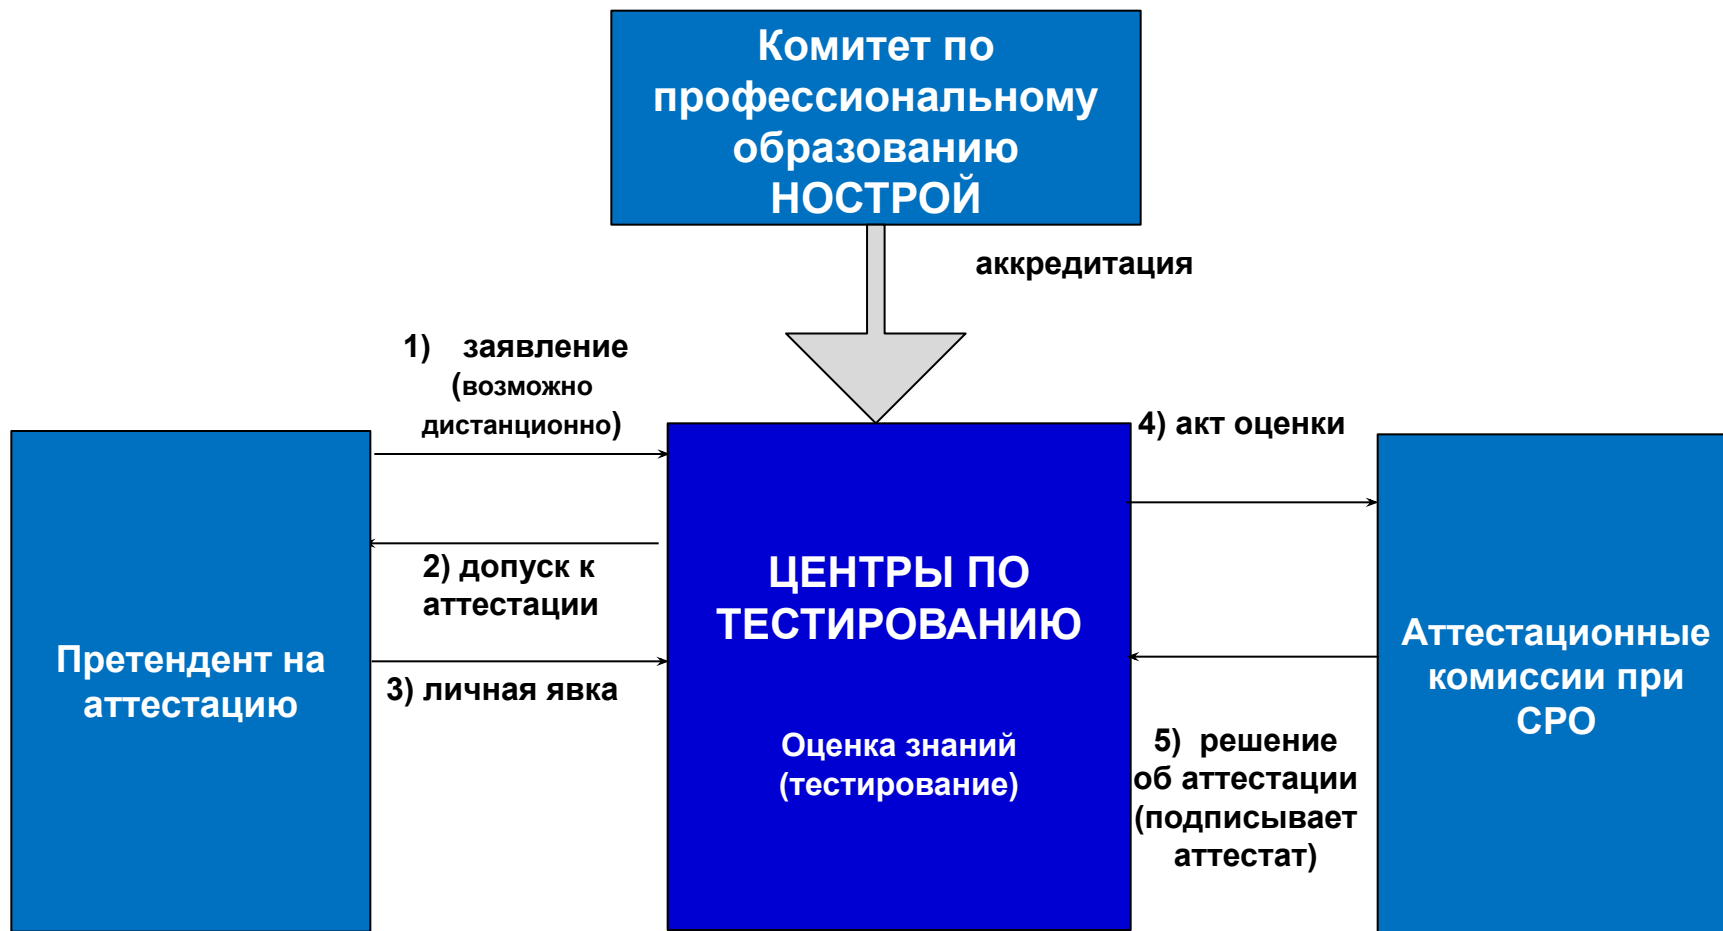 Комитет по
профессиональному
образованию
НОСТРОЙ
аккредитация
1) заявление
(возможно
дистанционно)
4) акт оценки
2) допуск к
аттестации
3) личная явка
ЦЕНТРЫ ПО
ТЕСТИРОВАНИЮ
Оценка знаний
(тестирование)
Претендент на
аттестацию
Аттестационные
комиссии при
СРО
5) решение
об аттестации
(подписывает
аттестат)